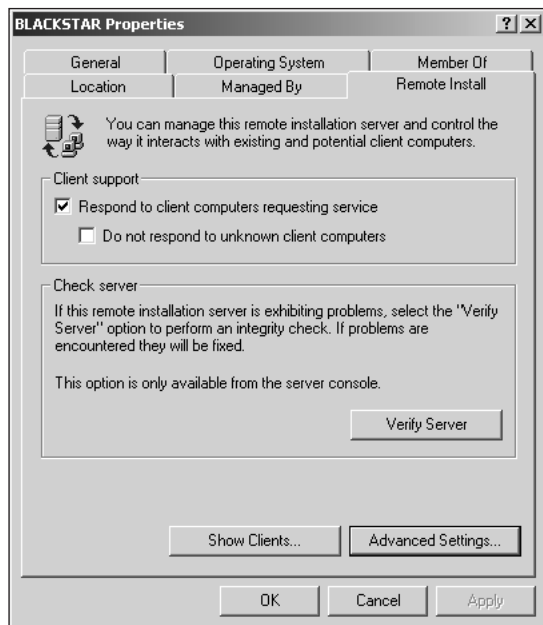 BLACKSTAR Properties
General Operating System Member Of
Location Managed By Remote Install
You can manage this remote installation server and control the
way it interacts with existing and potential client computers.
Client support
Respond to client computers requesting service
Do not respond to unknown client computers
Check server
If this remote installation server is exhibiting problems, select the "Verify
Server" option to perform an integrity check. If problems are
encountered they will be fixed.
This option is only available from the server console.
Verify Server
Show Clients... Advanced Settings...
OK Cancel Apply